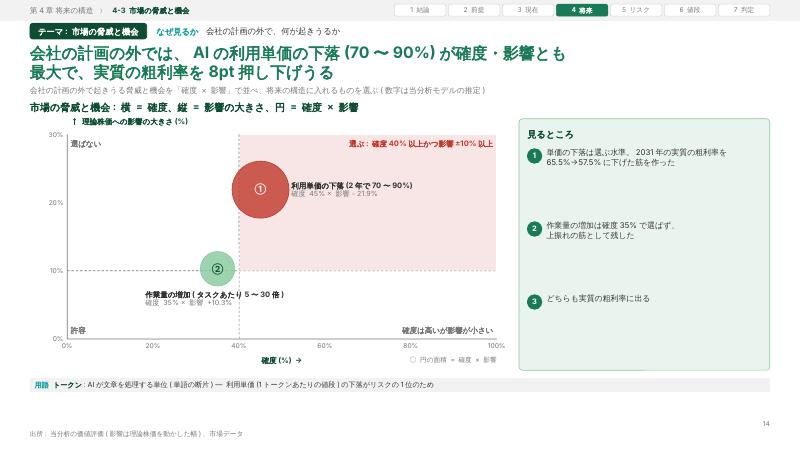 第 4 章 将来の構造 › 4-3 市場の脅威と機会
1 結論 2 前提 3 現在 4 将来 5 リスク 6 値段 7 判定
テーマ : 市場の脅威と機会 なぜ見るか 会社の計画の外で、何が起きうるか
会社の計画の外では、 AI の利用単価の下落 (70 〜 90%) が確度・影響とも
最大で、実質の粗利率を 8pt 押し下げうる
会社の計画の外で起きうる脅威と機会を「確度 × 影響」で並べ、将来の構造に入れるものを選ぶ ( 数字は当分析モデルの推定 )
市場の脅威と機会 : 横 = 確度、縦 = 影響の大きさ、円 = 確度 × 影響
↑ 理論株価への影響の大きさ (%)
30%
20%
10%
0%
選ばない
選ぶ : 確度 40% 以上かつ影響 ±10% 以上
①
利用単価の下落 (2 年で 70 〜 90%)
確度 45% × 影響 - 21.9%
②
作業量の増加 ( タスクあたり 5 〜 30 倍 )
確度 35% × 影響 +10.3%
許容
確度は高いが影響が小さい
0% 20% 40% 60% 80% 100%
確度 (%) →
○ 円の面積 = 確度 × 影響
見るところ
1 単価の下落は選ぶ水準。 2031 年の実質の粗利率を
65.5%→57.5% に下げた筋を作った
2 作業量の増加は確度 35% で選ばず、
上振れの筋として残した
3 どちらも実質の粗利率に出る
用語 トークン : AI が文章を処理する単位 ( 単語の断片 ) — 利用単価 (1 トークンあたりの値段 ) の下落がリスクの 1 位のため
14
出所 : 当分析の価値評価 ( 影響は理論株価を動かした幅 ) 、市場データ